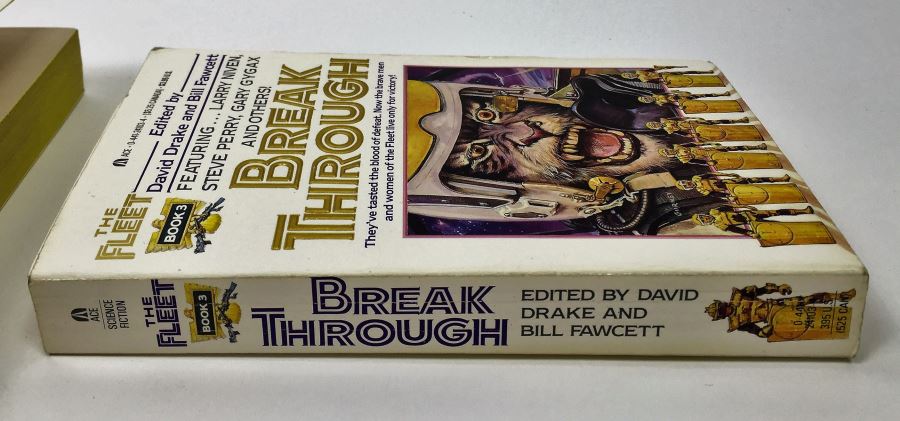 ACE
THE
FLEET
BOOK 3
Edited by
David Drake and Bill Fawcett
FEATURING . . . LARRY NIVEN,
STEVE PERRY, GARY GYGAX
AND OTHERS!
BREAK
THROUGH
They've tasted the blood of defeat. Now the brave men
and women of the Fleet live only for victory!
ACE
SCIENCE
FICTION
THE
FLEET
BOOK 3
BREAK
THROUGH
EDITED BY DAVID
DRAKE AND
BILL FAWCETT
395 U.S.